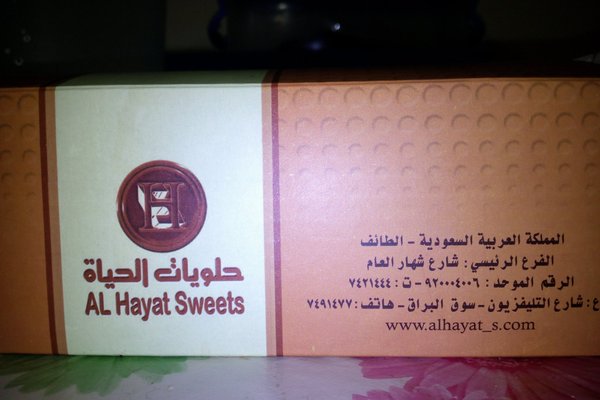 حلويات الحياة
AL Hayat Sweets
المملكة العربية السعودية - الطائف
الفرع الرئيسي : شارع شهار العام
الرقم الموحد : ٩٢٠٠٠٤٠٠٦ - ت : ٧٤٢١٤٤٤
ع : شارع التليفزيون - سوق البراق - هاتف : ٧٤٩١٤٧٧
www.alhayat_s.com